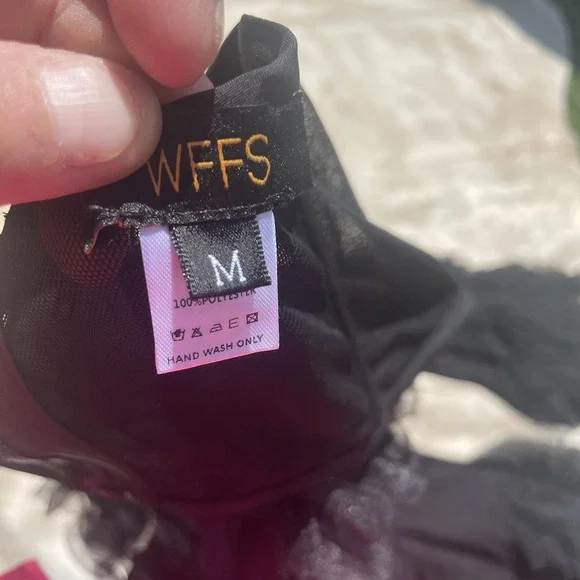 WFFS
M
100%POLYESTER
HAND WASH ONLY